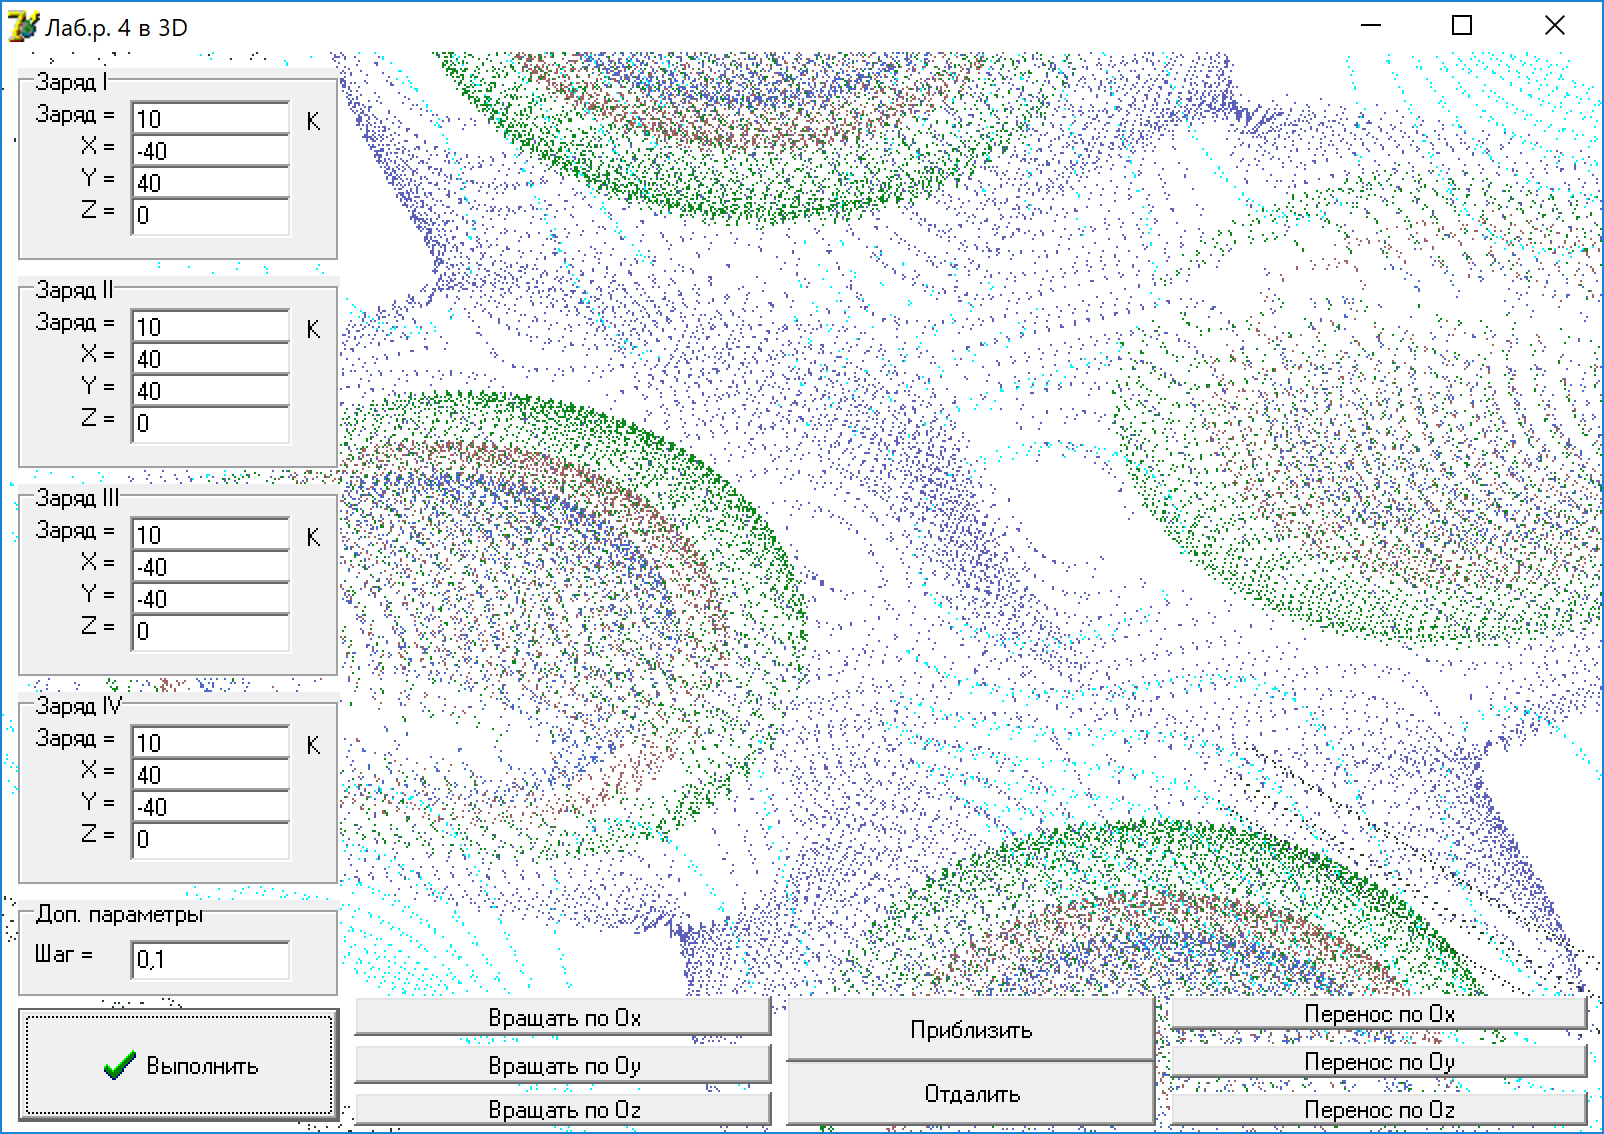 Лаб.р. 4 в 3D
Заряд I
Заряд = 10 К
X = -40
Y = 40
Z = 0
Заряд II
Заряд = 10 К
X = 40
Y = 40
Z = 0
Заряд III
Заряд = 10 К
X = -40
Y = -40
Z = 0
Заряд IV
Заряд = 10 К
X = 40
Y = -40
Z = 0
Доп. параметры
Шаг = 0,1
Выполнить
Вращать по Ox
Вращать по Oy
Вращать по Oz
Приблизить
Отдалить
Перенос по Ox
Перенос по Oy
Перенос по Oz